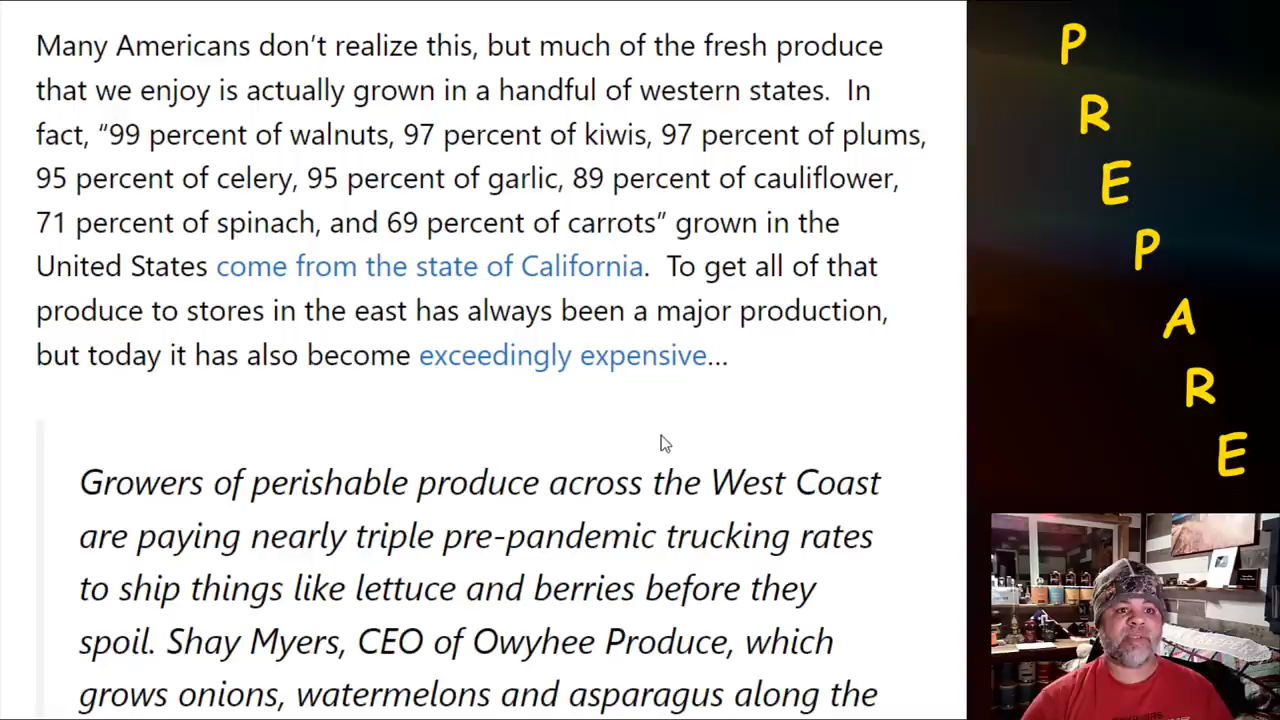 Many Americans don’t realize this, but much of the fresh produce
that we enjoy is actually grown in a handful of western states.  In
fact, “99 percent of walnuts, 97 percent of kiwis, 97 percent of plums,
95 percent of celery, 95 percent of garlic, 89 percent of cauliflower,
71 percent of spinach, and 69 percent of carrots” grown in the
United States come from the state of California.  To get all of that
produce to stores in the east has always been a major production,
but today it has also become exceedingly expensive…
Growers of perishable produce across the West Coast
are paying nearly triple pre-pandemic trucking rates
to ship things like lettuce and berries before they
spoil. Shay Myers, CEO of Owyhee Produce, which
grows onions, watermelons and asparagus along the
P
R
E
P
A
R
E